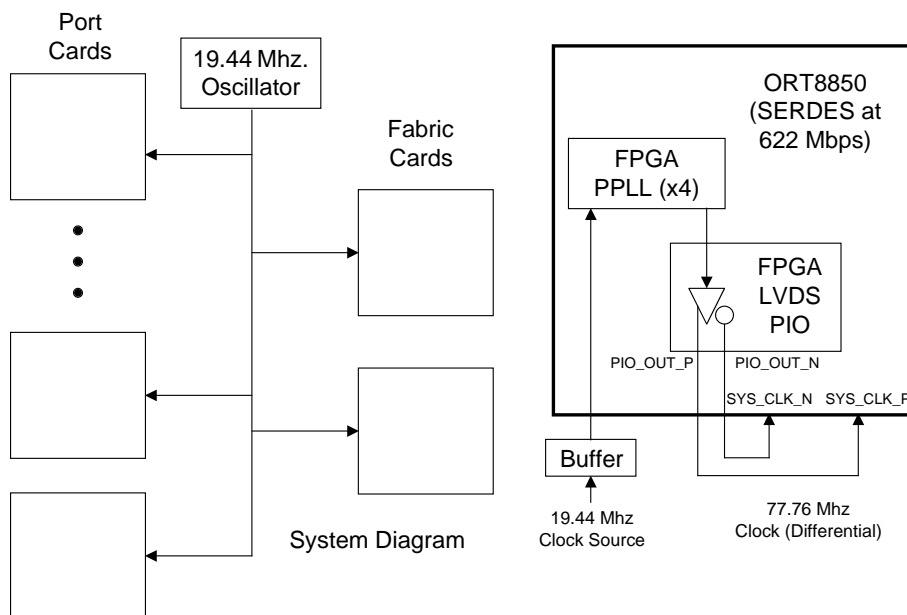 Port
Cards
19.44 Mhz.
Oscillator
Fabric
Cards
System Diagram
ORT8850
(SERDES at
622 Mbps)
FPGA
PPLL (x4)
FPGA
LVDS
PIO
PIO_OUT_P
PIO_OUT_N
SYS_CLK_N
SYS_CLK_P
Buffer
19.44 Mhz
Clock Source
77.76 Mhz
Clock (Differential)